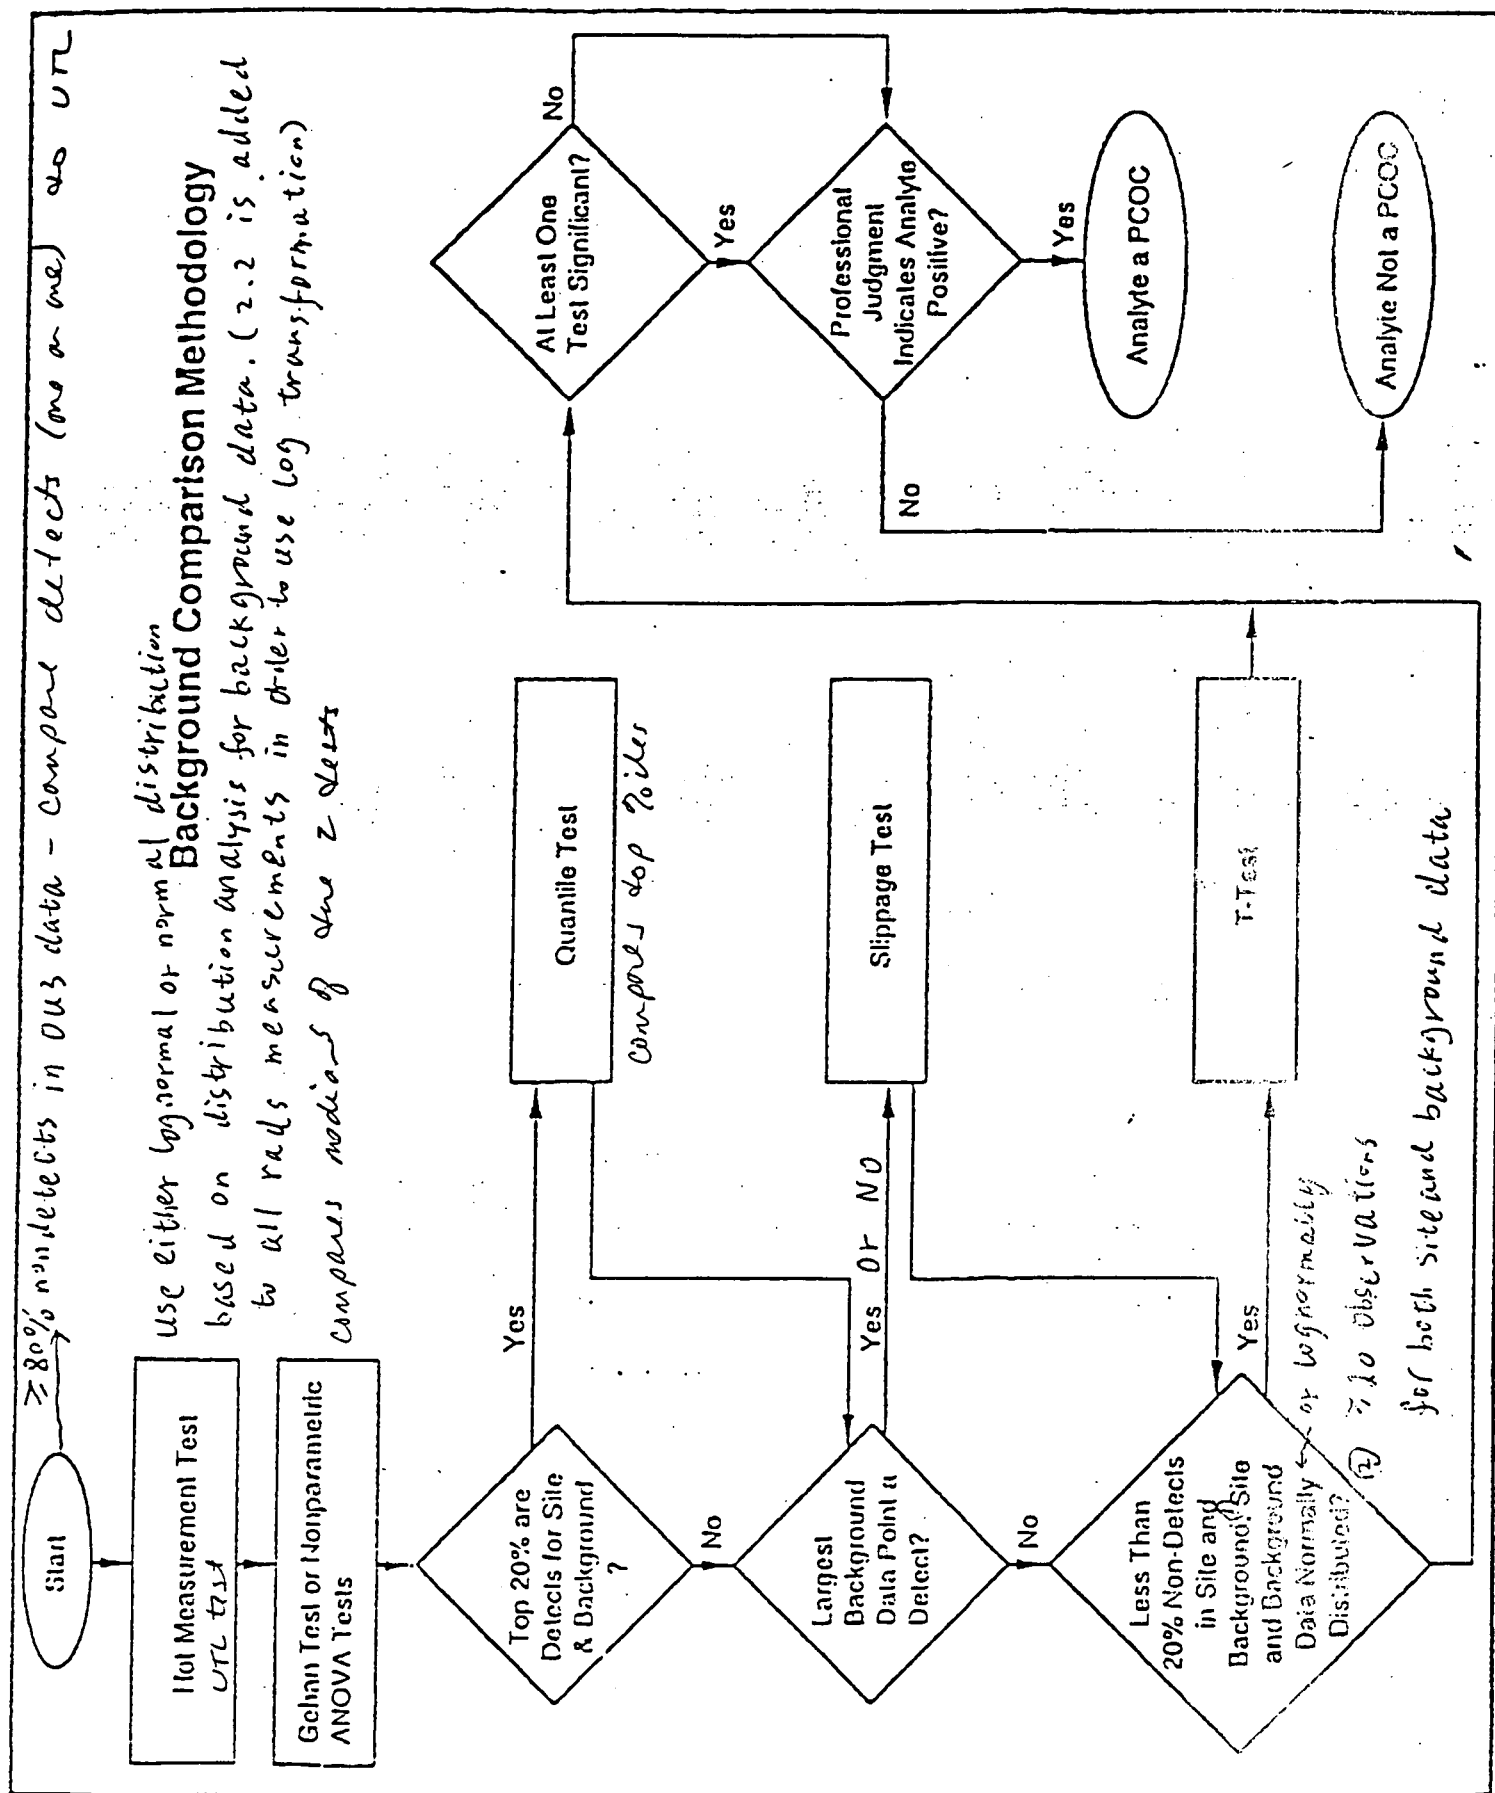 ≥80% nondetects in OU3 data - compare detects (one on one) to UTL
Use either lognormal or normal distribution
Background Comparison Methodology
based on distribution analysis for background data. (2.2 is added
to all rads measurements in order to use log transformation)
compares medians of the 2 tests
Start
Hot Measurement Test
UTL test
Gehan Test or Nonparametric
ANOVA Tests
Top 20% are
Detects for Site
& Background
?
Yes
No
Quantile Test
compares top %iles
Largest
Background
Data Point a
Detect?
Yes or NO
No
Slippage Test
Less Than
20% Non-Detects
in Site and
Background? Site
and Background
Data Normally ← or lognormally
Distributed?
② ≥ 20 observations
for both site and background data
Yes
T-Test
At Least One
Test Significant?
No
Yes
Professional
Judgment
Indicates Analyte
Positive?
No
Yes
Analyte a PCOC
Analyte Not a PCOC